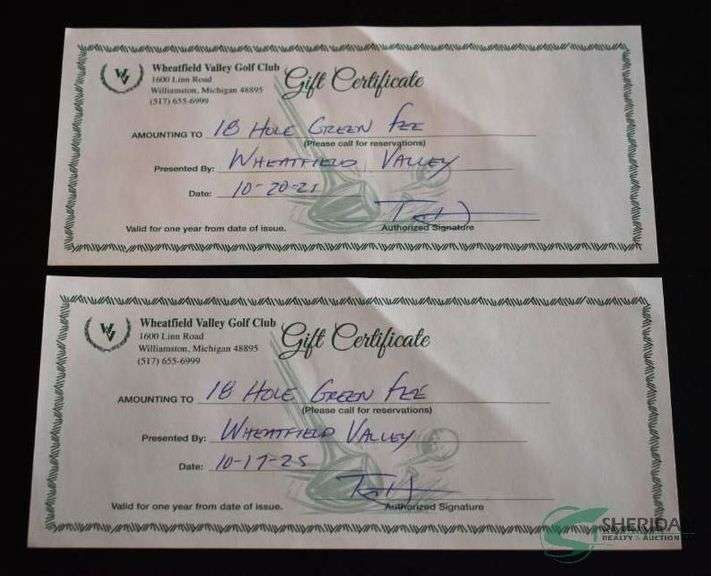 WV
Wheatfield Valley Golf Club
1600 Linn Road
Williamston, Michigan 48895
(517) 655-6999
Gift Certificate
AMOUNTING TO 18 HOLE GREEN FEE
(Please call for reservations)
Presented By: WHEATFIELD VALLEY
Date: 10-20-21
Valid for one year from date of issue.
Authorized Signature
WV
Wheatfield Valley Golf Club
1600 Linn Road
Williamston, Michigan 48895
(517) 655-6999
Gift Certificate
AMOUNTING TO 18 HOLE GREEN FEE
(Please call for reservations)
Presented By: WHEATFIELD VALLEY
Date: 10-17-25
Valid for one year from date of issue.
Authorized Signature
SHERIDAN
REALTY & AUCTION